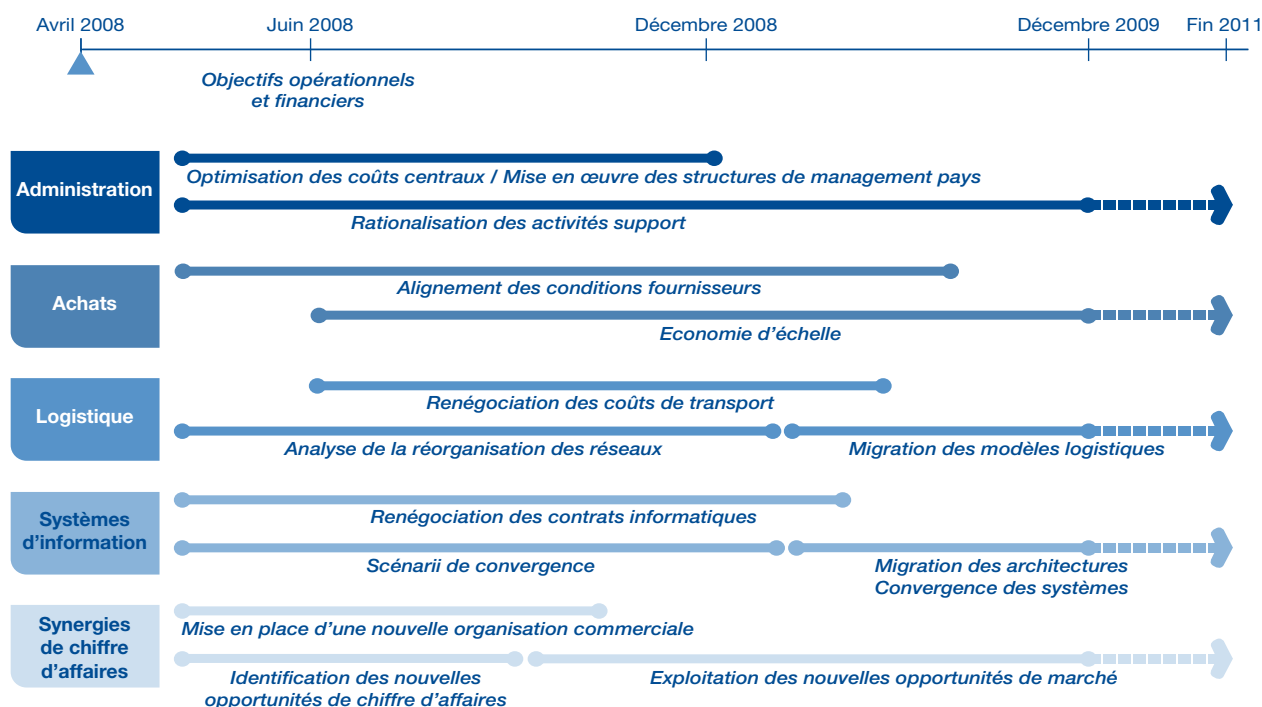 Avril 2008
Juin 2008
Décembre 2008
Décembre 2009
Fin 2011
Objectifs opérationnels
et financiers
Administration
Optimisation des coûts centraux / Mise en œuvre des structures de management pays
Rationalisation des activités support
Achats
Alignement des conditions fournisseurs
Economie d'échelle
Logistique
Renégociation des coûts de transport
Analyse de la réorganisation des réseaux
Migration des modèles logistiques
Systèmes
d'information
Renégociation des contrats informatiques
Scénarii de convergence
Migration des architectures
Convergence des systèmes
Synergies
de chiffre
d'affaires
Mise en place d'une nouvelle organisation commerciale
Identification des nouvelles
opportunités de chiffre d'affaires
Exploitation des nouvelles opportunités de marché